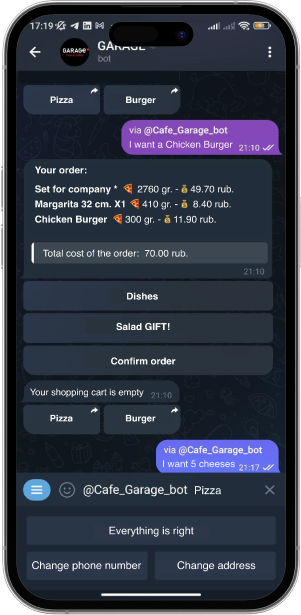 17:19
GARAGE
GARAGE
bot
Pizza
Burger
via @Cafe_Garage_bot
I want a Chicken Burger 21:10
Your order:
Set for company * 🍕 2760 gr. - 💰 49.70 rub.
Margarita 32 cm. X1 🍕 410 gr. - 💰 8.40 rub.
Chicken Burger 🍕 300 gr. - 💰 11.90 rub.
Total cost of the order: 70.00 rub.
21:10
Dishes
Salad GIFT!
Confirm order
Your shopping cart is empty 21:10
Pizza
Burger
via @Cafe_Garage_bot
I want 5 cheeses 21:17
@Cafe_Garage_bot Pizza
Everything is right
Change phone number
Change address